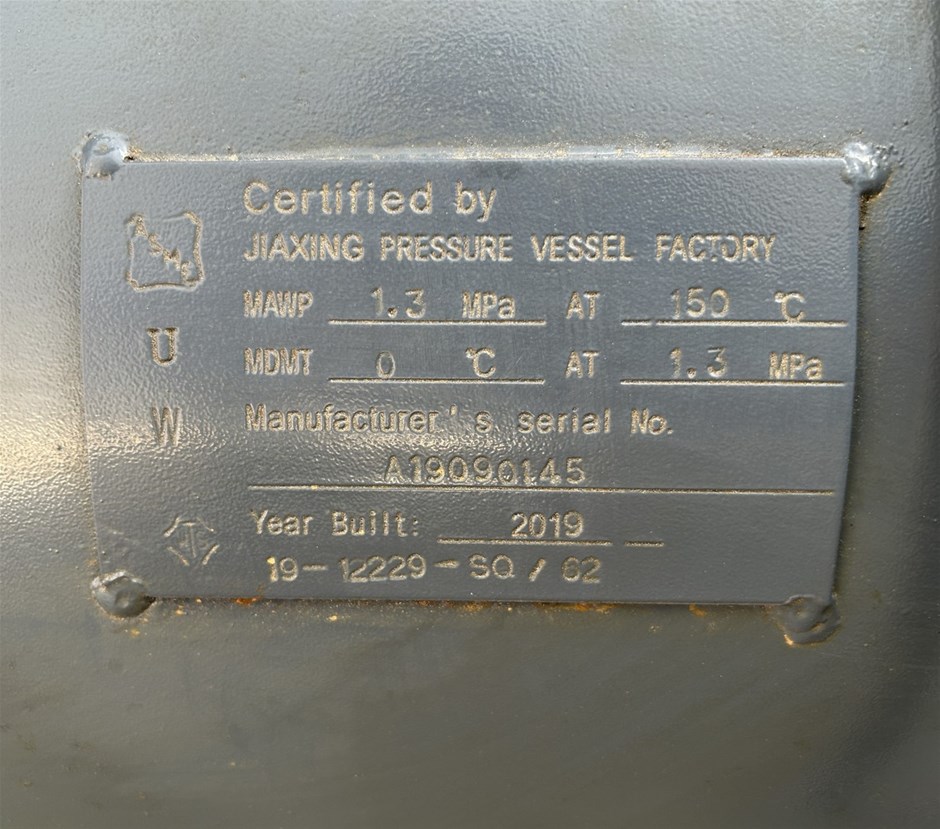 Certified by
ASME
JIAXING PRESSURE VESSEL FACTORY
MAWP 1.3 MPa AT 150 ℃
U
MDMT 0 ℃ AT 1.3 MPa
W
Manufacturer's serial No.
A19090145
Year Built: 2019
19-12229-SQ/62